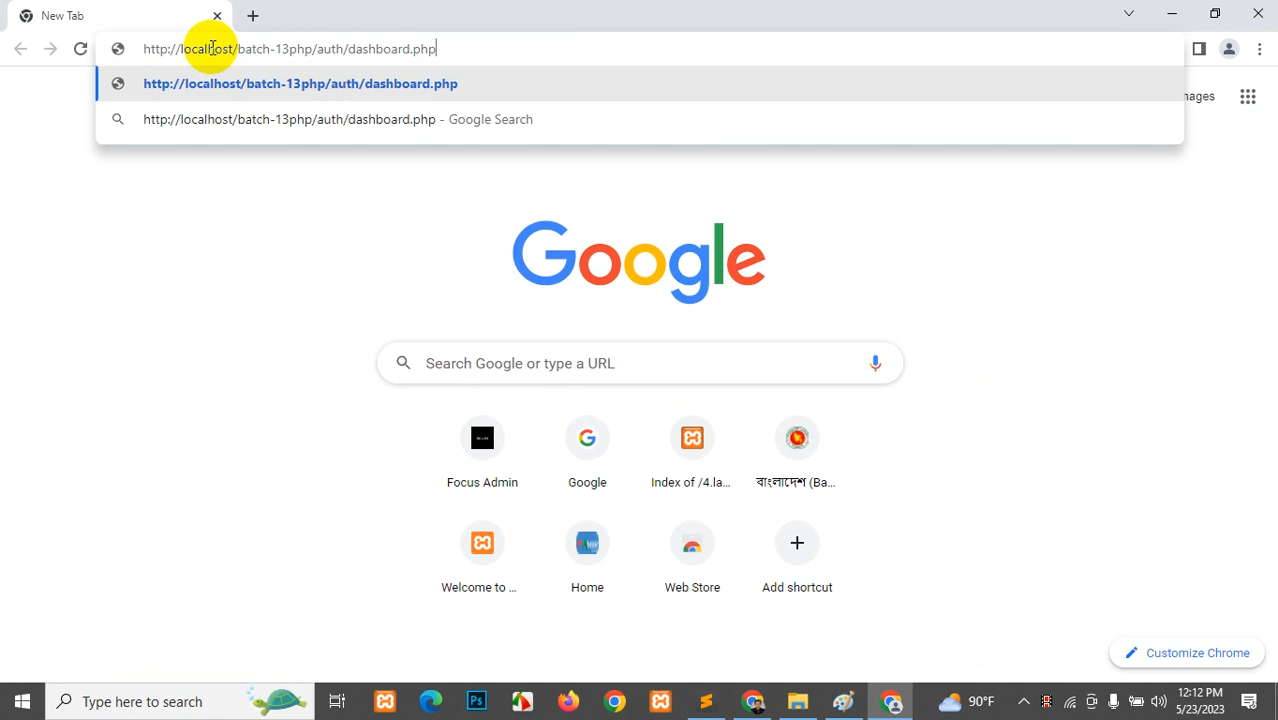 New Tab
http://localhost/batch-13php/auth/dashboard.php
http://localhost/batch-13php/auth/dashboard.php
http://localhost/batch-13php/auth/dashboard.php - Google Search
Google
Search Google or type a URL
Focus Admin
Google
Index of /4.la...
বাংলাদেশ (Ba...
Welcome to ...
Home
Web Store
Add shortcut
Customize Chrome
Type here to search
Ps
90°F
12:12 PM
5/23/2023